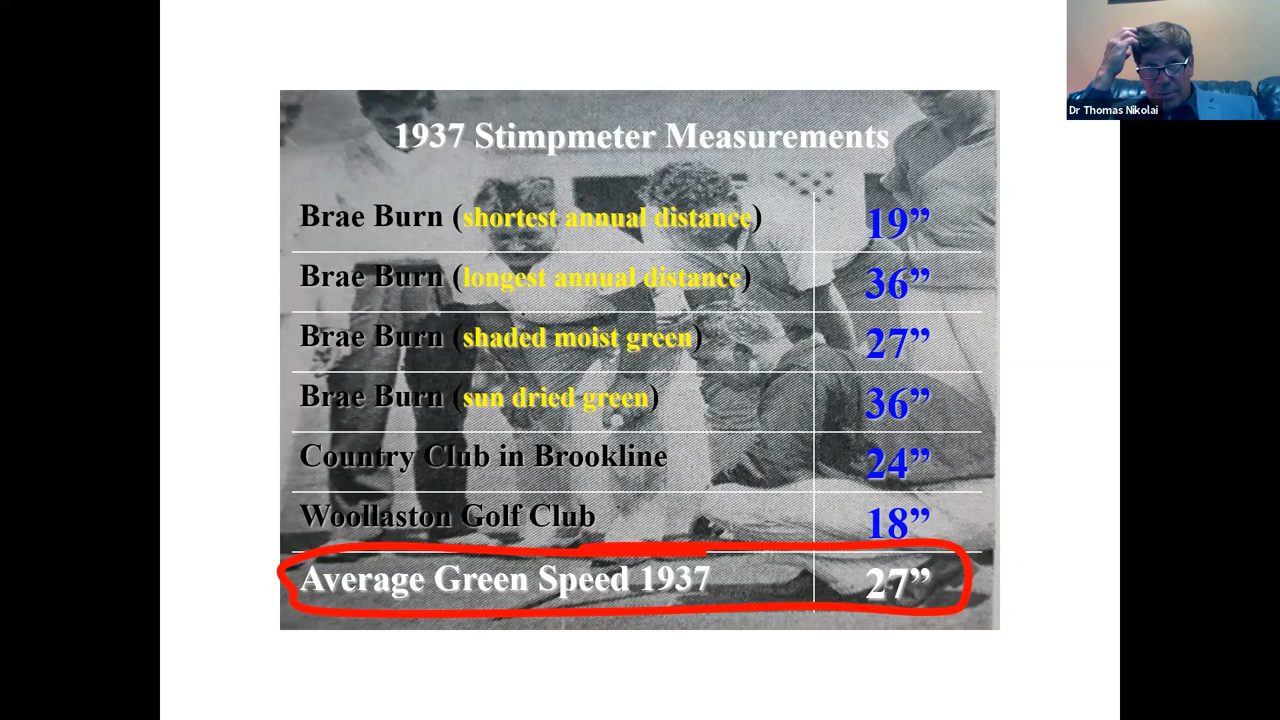 Dr Thomas Nikolai
1937 Stimpmeter Measurements
Brae Burn (shortest annual distance) 19”
Brae Burn (longest annual distance) 36”
Brae Burn (shaded moist green) 27”
Brae Burn (sun dried green) 36”
Country Club in Brookline 24”
Woollaston Golf Club 18”
Average Green Speed 1937 27”